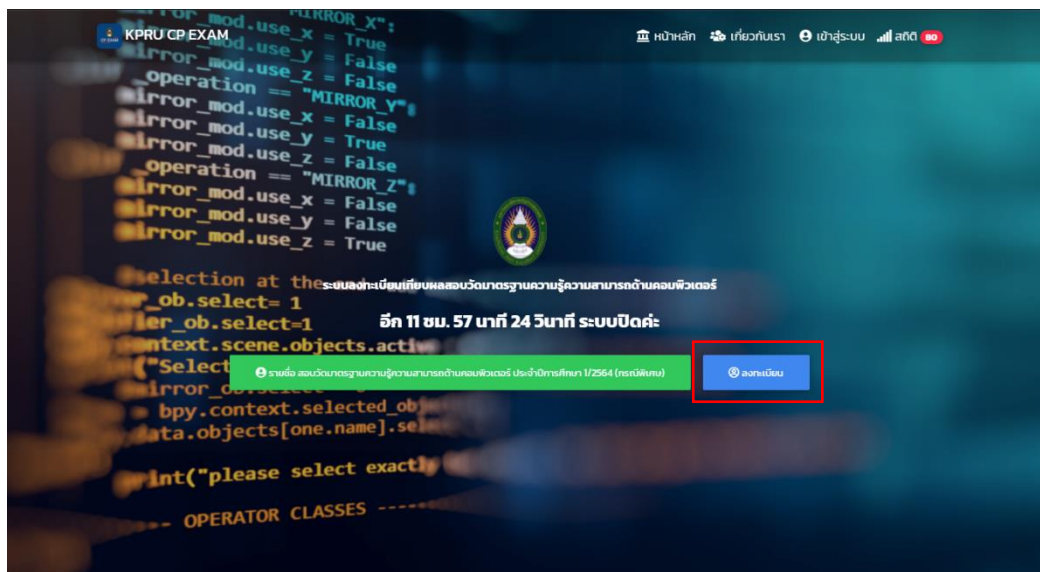 KPRU CP EXAM
หน้าหลัก
เกี่ยวกับเรา
เข้าสู่ระบบ
สถิติ 80
mirror_mod.use_x = True
mirror_mod.use_y = False
mirror_mod.use_z = False
_operation == "MIRROR_Y":
mirror_mod.use_x = False
mirror_mod.use_y = True
mirror_mod.use_z = False
_operation == "MIRROR_Z":
mirror_mod.use_x = False
mirror_mod.use_y = False
mirror_mod.use_z = True
selection at the
ระบบลงทะเบียนเทียบผลสอบวัดมาตรฐานความรู้ความสามารถด้านคอมพิวเตอร์
_ob.select= 1
ler_ob.select=1
อีก 11 ชม. 57 นาที 24 วินาที ระบบปิดค่ะ
ntext.scene.objects.active
("Select
รายชื่อ สอบวัดมาตรฐานความรู้ความสามารถด้านคอมพิวเตอร์ ประจำปีการศึกษา 1/2564 (กรณีพิเศษ)
ลงทะเบียน
bpy.context.selected_obj
data.objects[one.name].sel
print("please select exactly
--- OPERATOR CLASSES ----